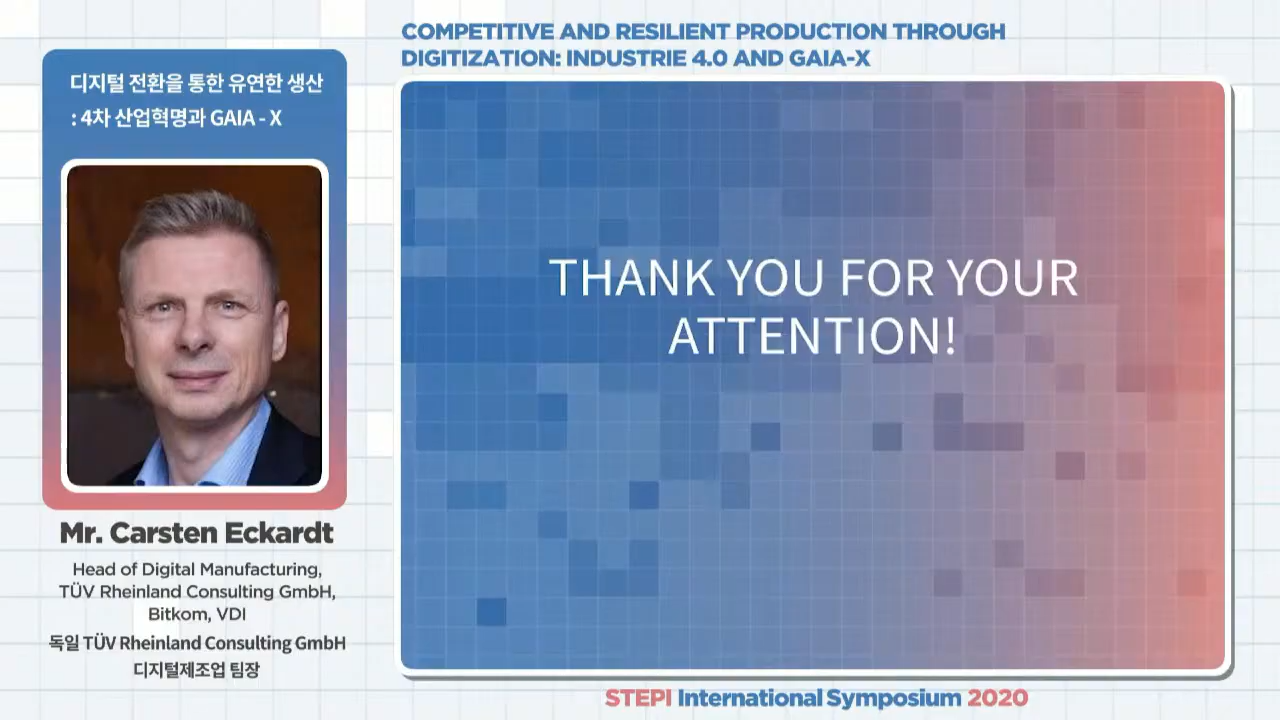 COMPETITIVE AND RESILIENT PRODUCTION THROUGH
DIGITIZATION: INDUSTRIE 4.0 AND GAIA-X
디지털 전환을 통한 유연한 생산
: 4차 산업혁명과 GAIA - X
THANK YOU FOR YOUR
ATTENTION!
Mr. Carsten Eckardt
Head of Digital Manufacturing,
TÜV Rheinland Consulting GmbH,
Bitkom, VDI
독일 TÜV Rheinland Consulting GmbH
디지털제조업 팀장
STEPI International Symposium 2020